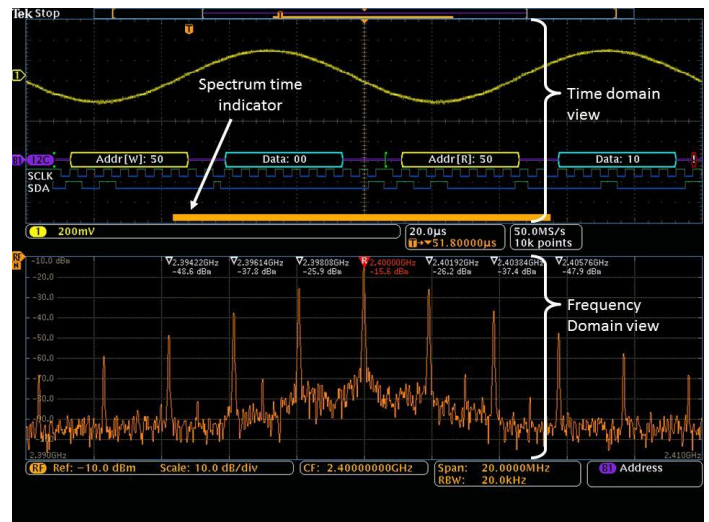 Tek Stop
T
T
1
Spectrum time
indicator
Time domain
view
B1 I2C
Addr[W]: 50
Data: 00
Addr[R]: 50
Data: 10
!
SCLK
SDA
1 200mV
20.0µs
T→▼51.80000µs
50.0MS/s
10k points
RF
-10.0 dBm
2.39422GHz
-48.6 dBm
2.39614GHz
-37.8 dBm
2.39808GHz
-25.9 dBm
R 2.40000GHz
-15.6 dBm
2.40192GHz
-26.2 dBm
2.40384GHz
-37.4 dBm
2.40576GHz
-47.9 dBm
-20.0
-30.0
-40.0
-50.0
-60.0
-70.0
-80.0
-90.0
Frequency
Domain view
2.390GHz
2.410GHz
RF Ref: -10.0 dBm Scale: 10.0 dB/div
CF: 2.40000000GHz
Span: 20.0000MHz
RBW: 20.0kHz
B1 Address